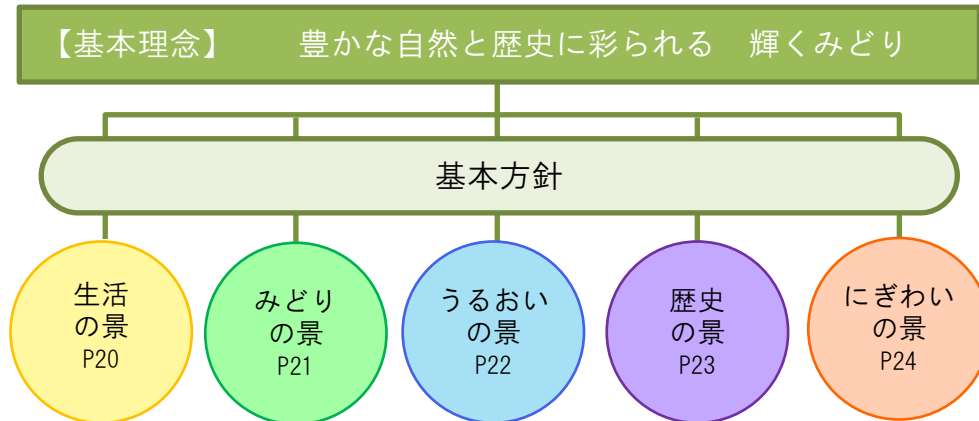 【基本理念】　豊かな自然と歴史に彩られる　輝くみどり
基本方針
生活
の景
P20
みどり
の景
P21
うるおい
の景
P22
歴史
の景
P23
にぎわい
の景
P24